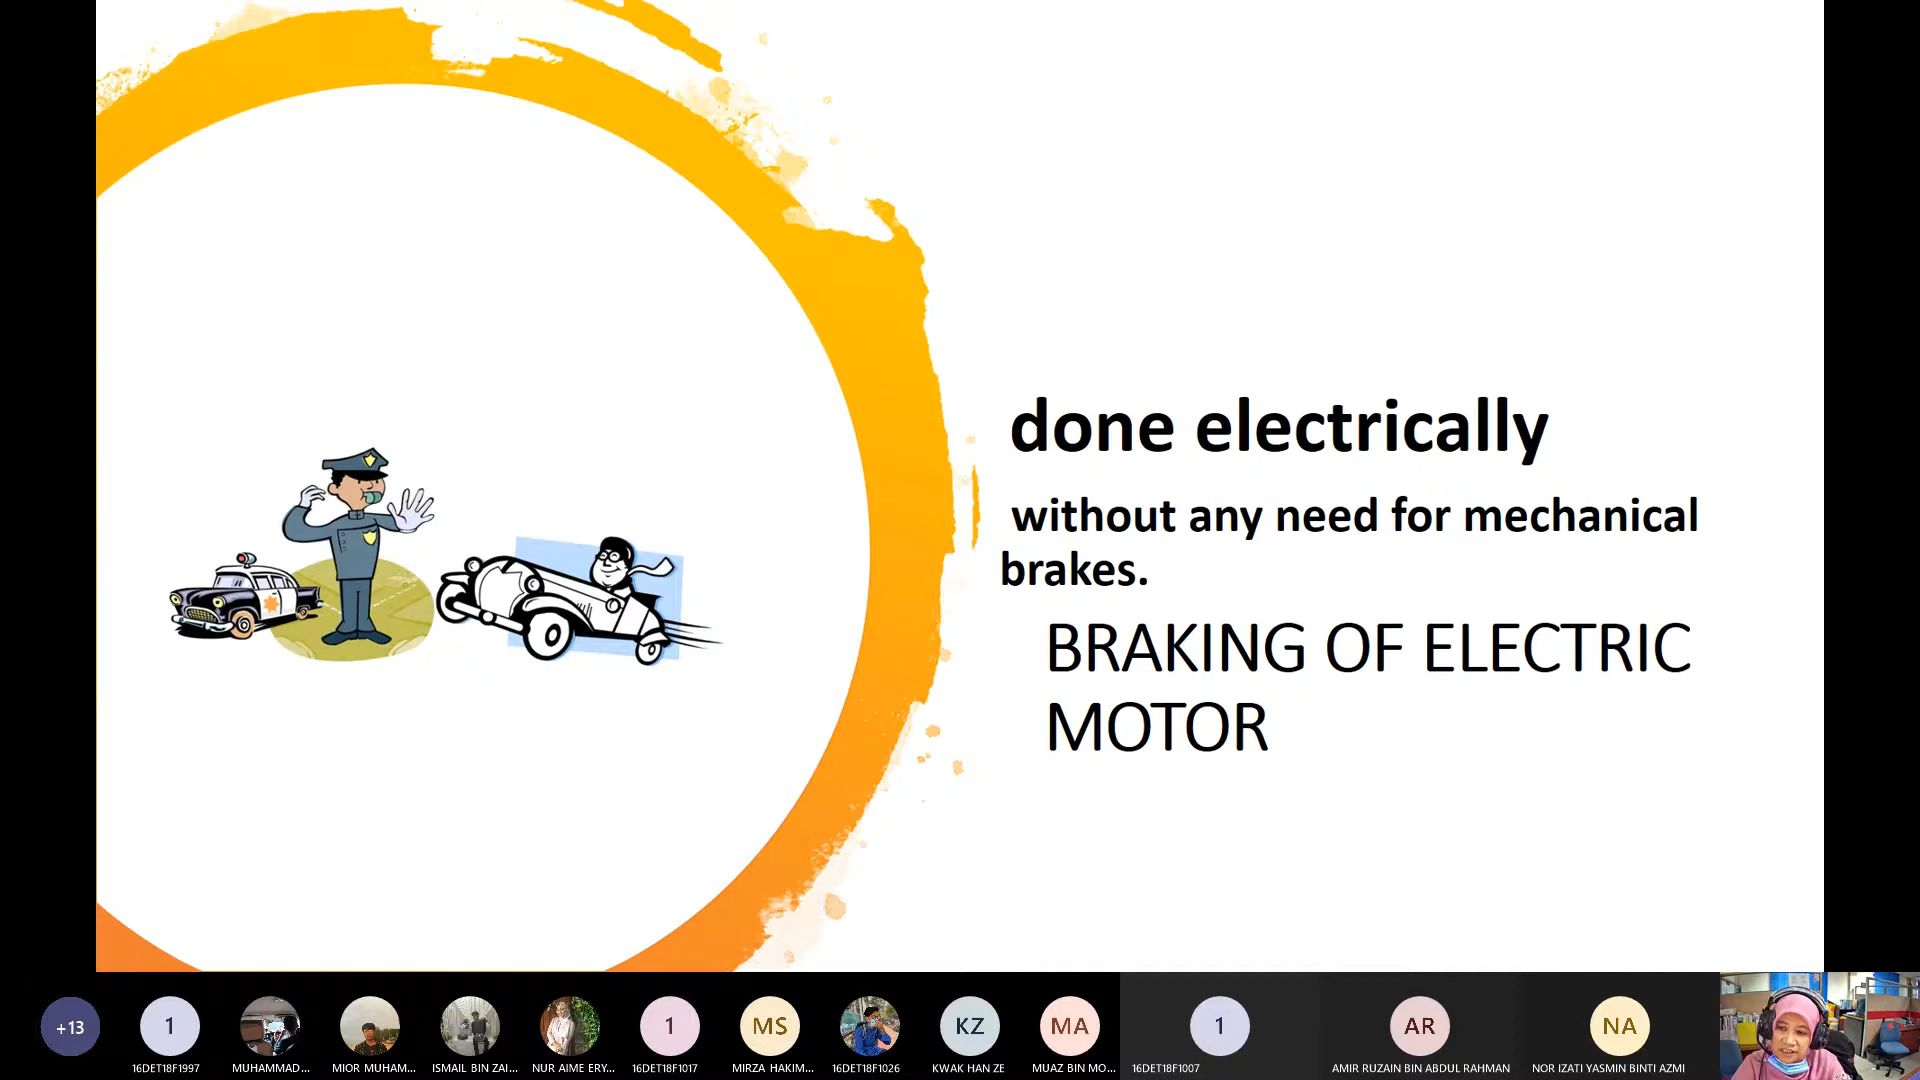 done electrically
without any need for mechanical
brakes.
BRAKING OF ELECTRIC
MOTOR
+13
1
16DET18F1997
MUHAMMAD...
MIOR MUHAM...
ISMAIL BIN ZAI...
NUR AIME ERY...
1
16DET18F1017
MS
MIRZA HAKIM...
16DET18F1026
KZ
KWAK HAN ZE
MA
MUAZ BIN MO...
1
16DET18F1007
AR
AMIR RUZAIN BIN ABDUL RAHMAN
NA
NOR IZATI YASMIN BINTI AZMI